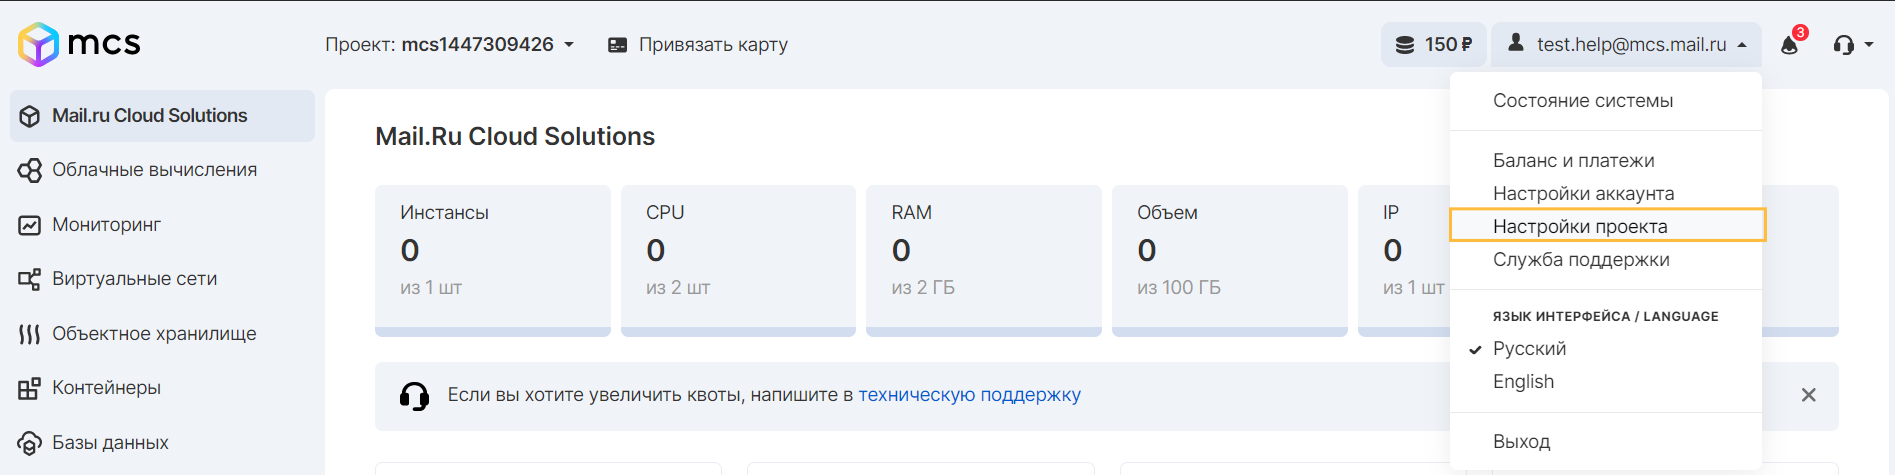 mcs
Проект: mcs1447309426
Привязать карту
150 ₽
test.help@mcs.mail.ru
3
Mail.ru Cloud Solutions
Облачные вычисления
Мониторинг
Виртуальные сети
Объектное хранилище
Контейнеры
Базы данных
Mail.Ru Cloud Solutions
Инстансы
0
из 1 шт
CPU
0
из 2 шт
RAM
0
из 2 ГБ
Объем
0
из 100 ГБ
IP
0
из 1 шт
Если вы хотите увеличить квоты, напишите в техническую поддержку
Состояние системы
Баланс и платежи
Настройки аккаунта
Настройки проекта
Служба поддержки
ЯЗЫК ИНТЕРФЕЙСА / LANGUAGE
Русский
English
Выход